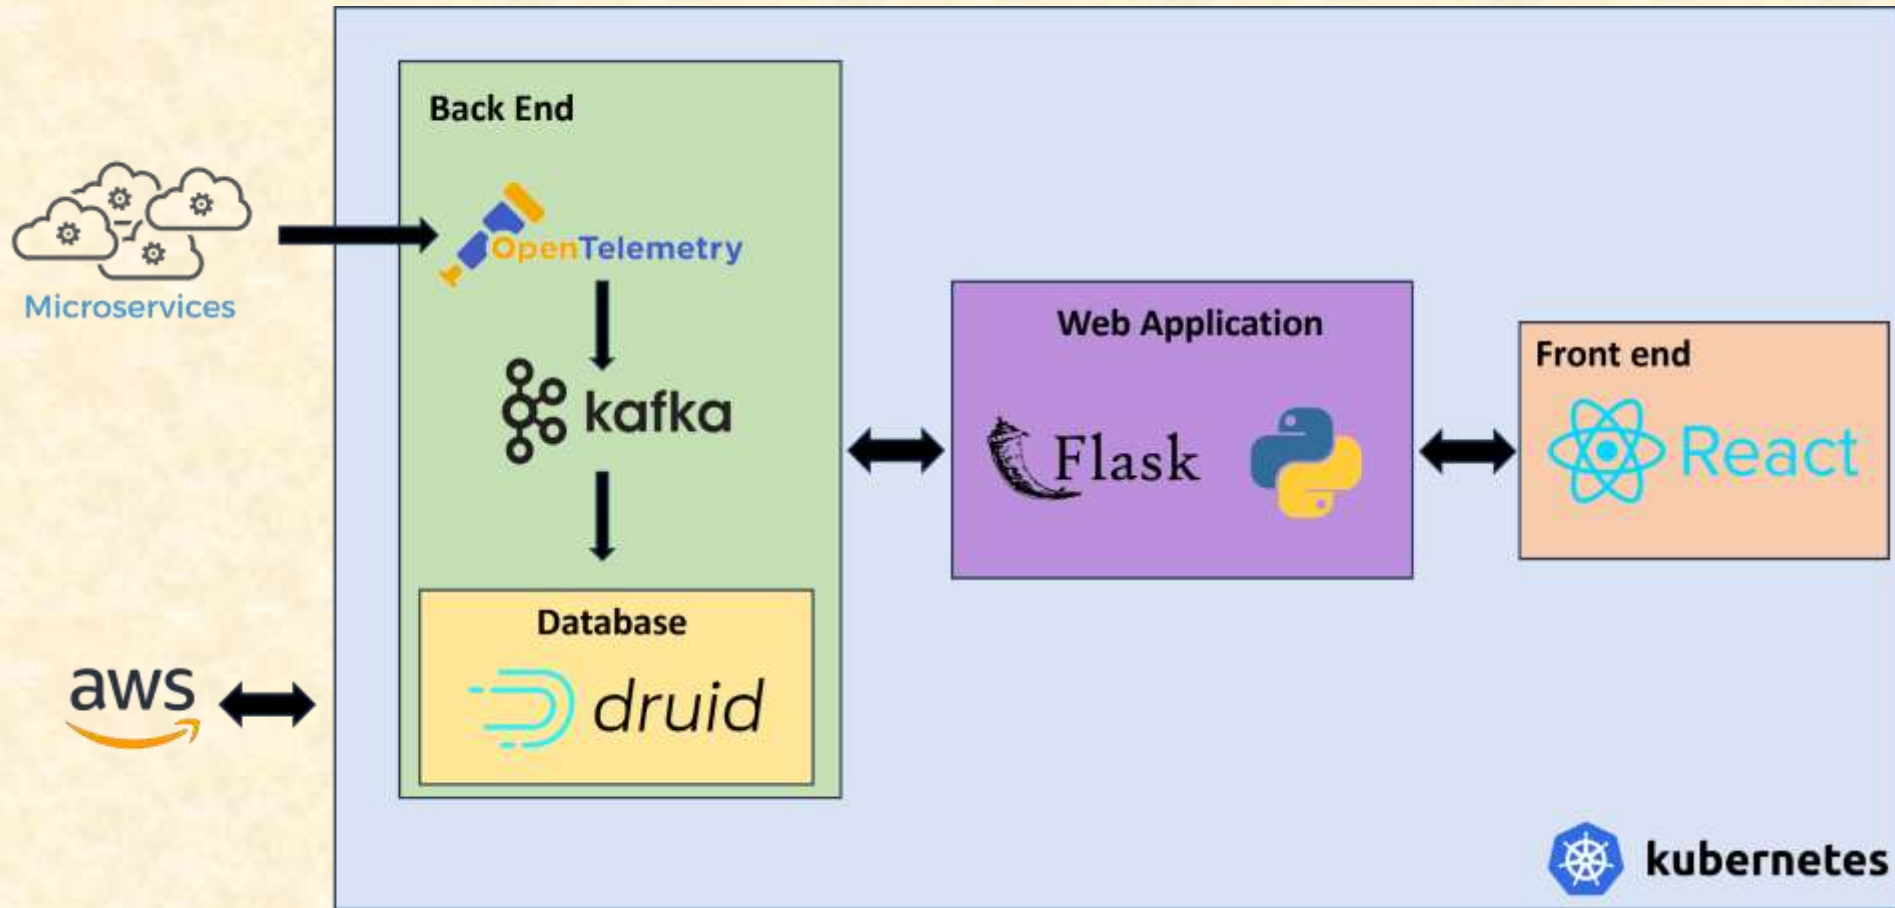 Back End
OpenTelemetry
Microservices
kafka
Web Application
Flask
Front end
React
Database
druid
aws
kubernetes